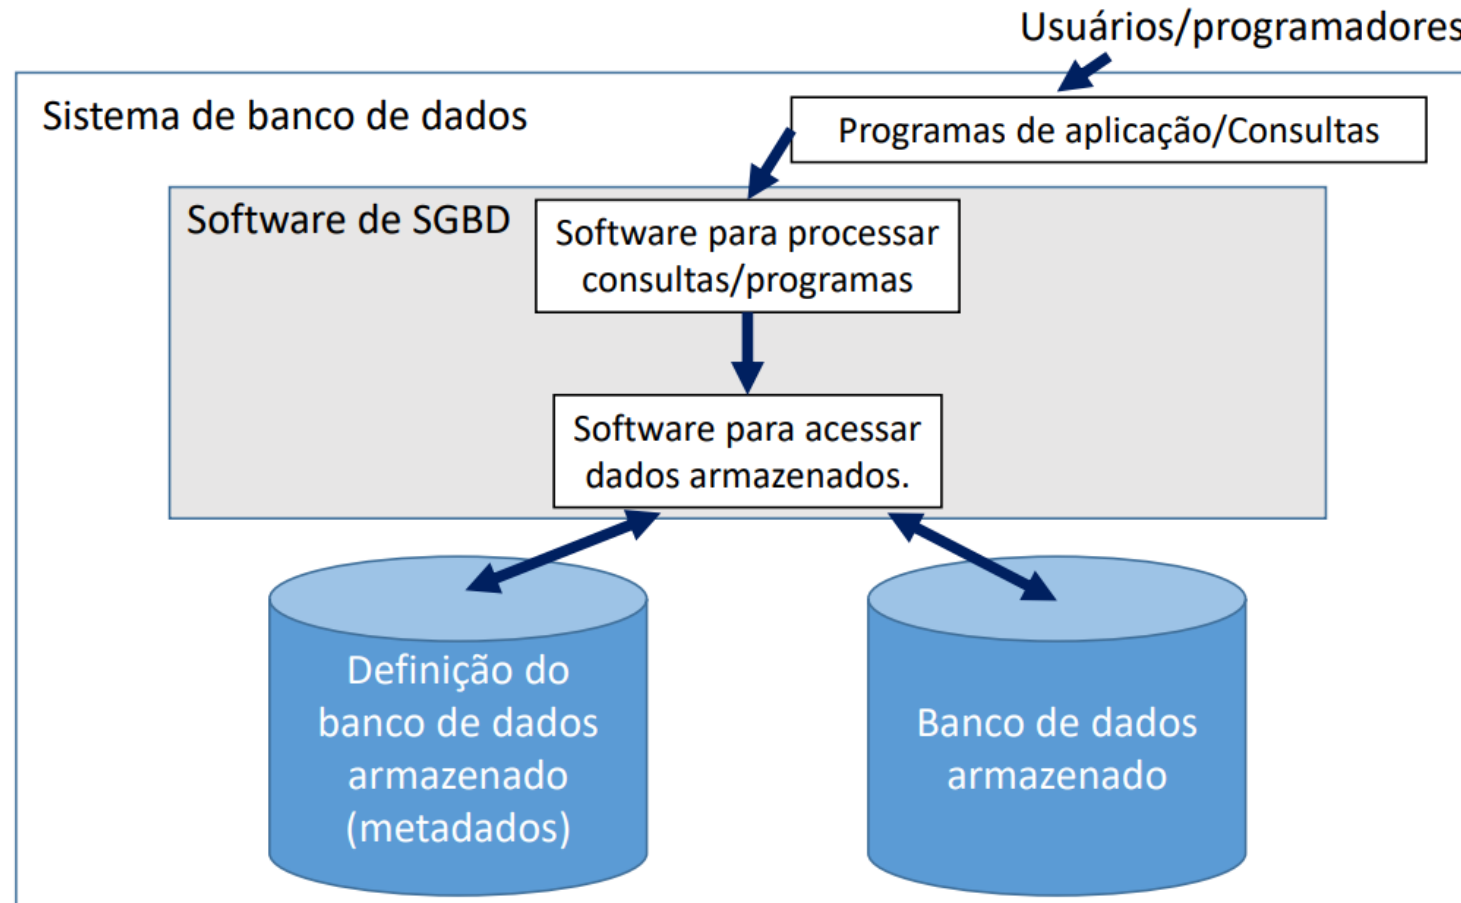 Usuários/programadores
Sistema de banco de dados
Programas de aplicação/Consultas
Software de SGBD
Software para processar
consultas/programas
Software para acessar
dados armazenados.
Definição do
banco de dados
armazenado
(metadados)
Banco de dados
armazenado